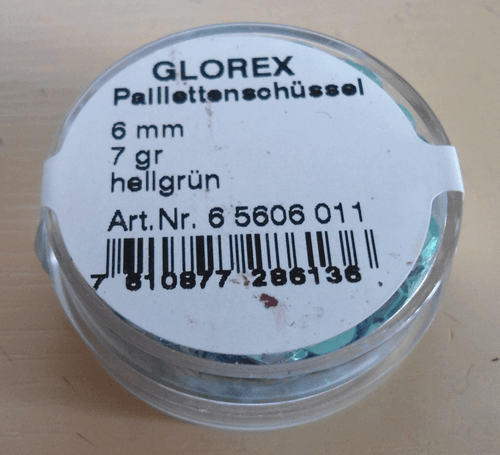 GLOREX
Paillettenschüssel
6 mm
7 gr
hellgrün
Art.Nr. 6 5606 011
7 610877 286136